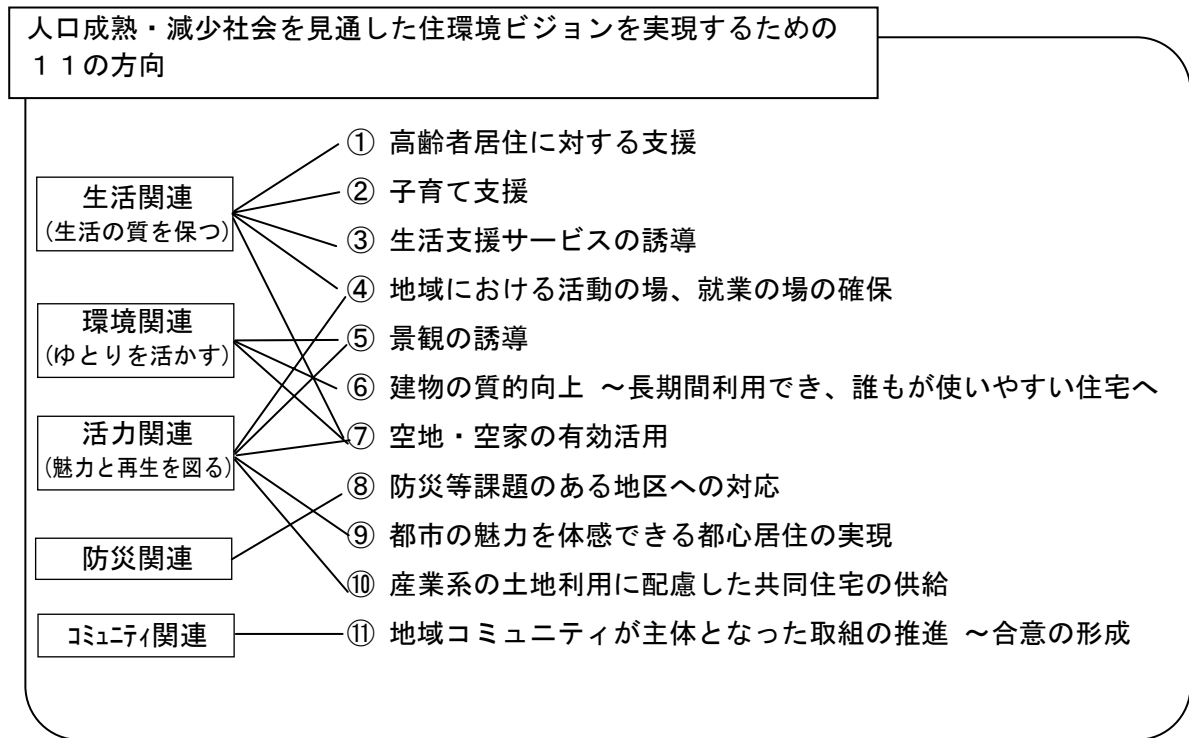 人口成熟・減少社会を見通した住環境ビジョンを実現するための
１１の方向
生活関連
(生活の質を保つ)
環境関連
(ゆとりを活かす)
活力関連
(魅力と再生を図る)
防災関連
ｺﾐｭﾆﾃｨ関連
① 高齢者居住に対する支援
② 子育て支援
③ 生活支援サービスの誘導
④ 地域における活動の場、就業の場の確保
⑤ 景観の誘導
⑥ 建物の質的向上 ～長期間利用でき、誰もが使いやすい住宅へ
⑦ 空地・空家の有効活用
⑧ 防災等課題のある地区への対応
⑨ 都市の魅力を体感できる都心居住の実現
⑩ 産業系の土地利用に配慮した共同住宅の供給
⑪ 地域コミュニティが主体となった取組の推進 ～合意の形成